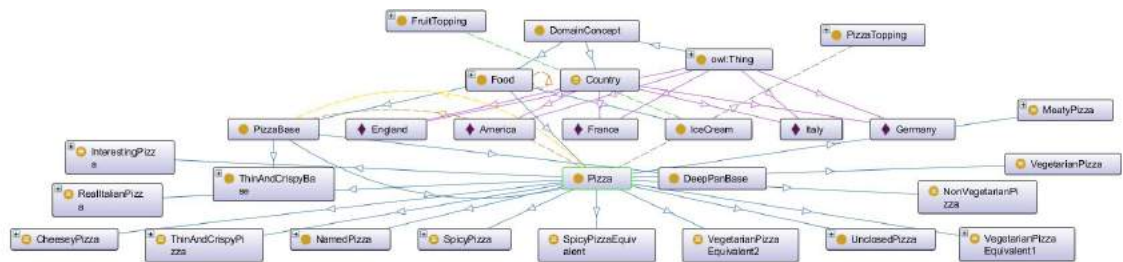 FruitTopping
DomainConcept
PizzaTopping
owl:Thing
Food
Country
MeatyPizza
PizzaBase
England
America
France
IceCream
Italy
Germany
InterestingPizz
a
VegetarianPizza
ThinAndCrispyBa
se
Pizza
DeepPanBase
RealItalianPizz
a
NonVegetarianPi
zza
CheeseyPizza
ThinAndCrispyPi
zza
NamedPizza
SpicyPizza
SpicyPizzaEquiv
alent
VegetarianPizza
Equivalent2
UnclosedPizza
VegetarianPizza
Equivalent1